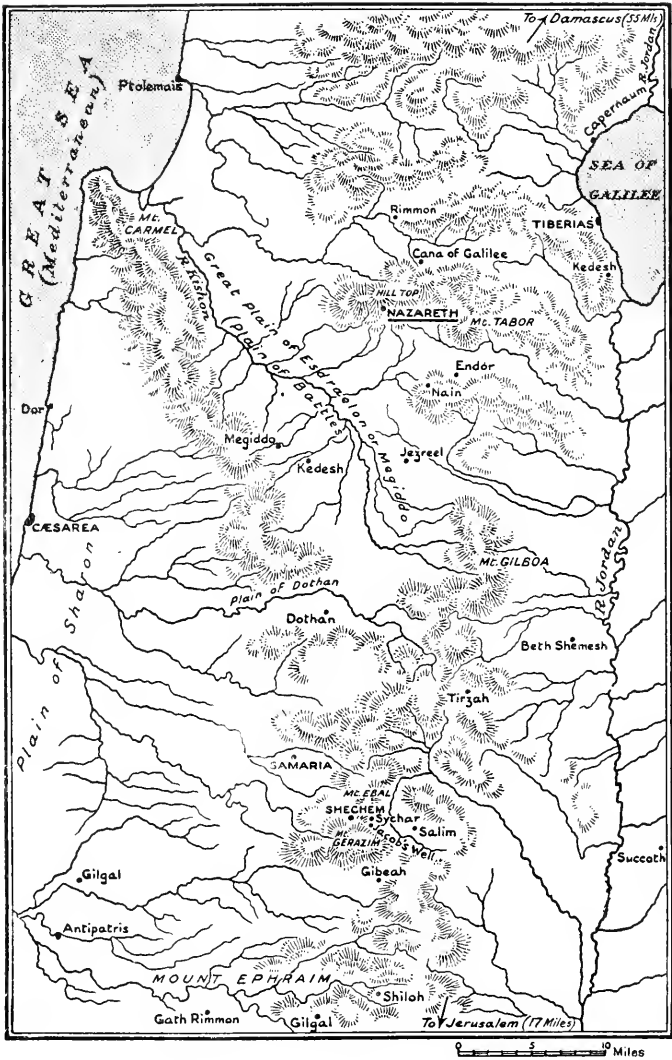 To Damascus (55 Mls)
R. Jordan
GREAT SEA
(Mediterranean)
Ptolemais
Capernaum
SEA OF
GALILEE
Mt.
CARMEL
Rimmon
TIBERIAS
R. Kishon
Cana of Galilee
Kedesh
HILL TOP
NAZARETH
Mt. TABOR
Great Plain of Esdraelon or Megiddo
(Plain of Battles)
Endor
Nain
Dor
Megiddo
Kedesh
Jezreel
CÆSAREA
Mt. GILBOA
R. Jordan
Plain of Sharon
Plain of Dothan
Dothan
Beth Shemesh
Tirzah
SAMARIA
Mt. EBAL
SHECHEM
Sychar
Jacob's Well
Mt.
GERAZIM
Salim
Succoth
Gilgal
Gibeah
Antipatris
MOUNT EPHRAIM
Shiloh
Gath Rimmon
Gilgal
To Jerusalem (17 Miles)
0 5 10 Miles